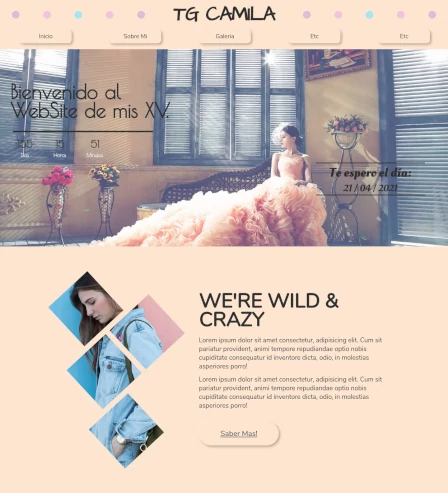 TG CAMILA
Inicio
Sobre Mi
Galeria
Etc
Etc
Bienvenido al
WebSite de mis XV.
15
51
Dias
Horas
Minutos
Te espero el día:
21 / 04 / 2021
WE'RE WILD &
CRAZY
Lorem ipsum dolor sit amet consectetur, adipisicing elit. Cum sit
pariatur provident, animi tempore repudiandae optio nobis
cupiditate consequatur id inventore dicta, odio, in molestias
asperiores porro!
Lorem ipsum dolor sit amet consectetur, adipisicing elit. Cum sit
pariatur provident, animi tempore repudiandae optio nobis
cupiditate consequatur id inventore dicta, odio, in molestias
asperiores porro!
Saber Mas!